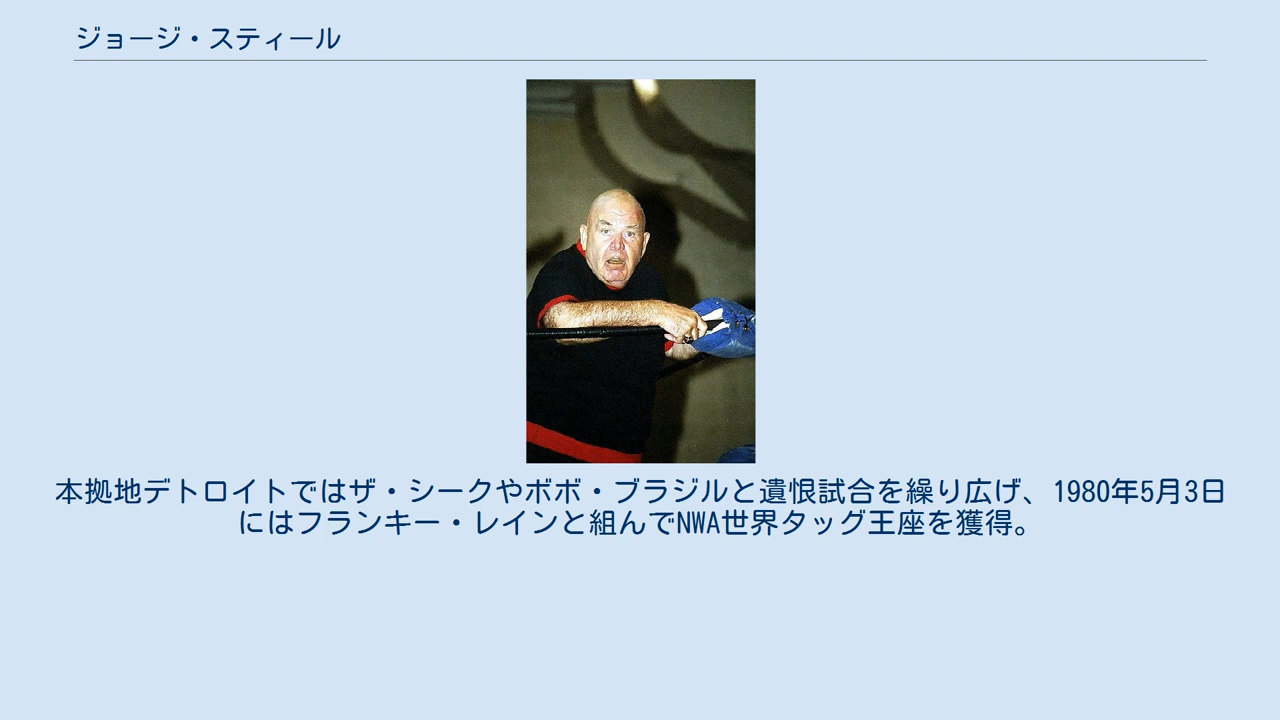 ジョージ・スティール
本拠地デトロイトではザ・シークやボボ・ブラジルと遺恨試合を繰り広げ、1980年5月3日
にはフランキー・レインと組んでNWA世界タッグ王座を獲得。